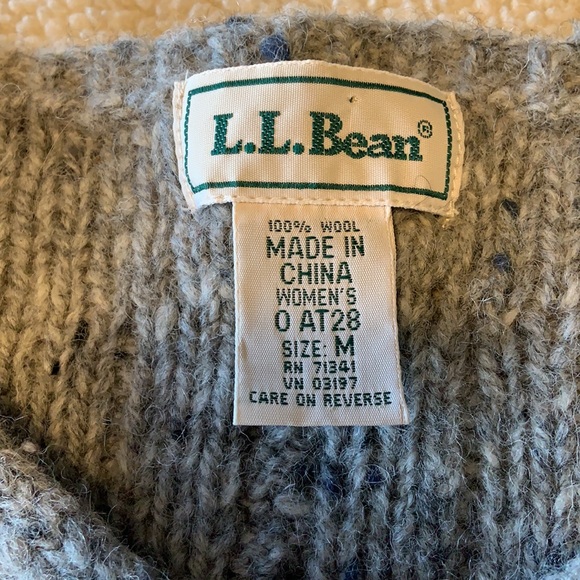 L.L.Bean®
100% WOOL
MADE IN
CHINA
WOMEN'S
0 AT28
SIZE: M
RN 71341
VN 03197
CARE ON REVERSE